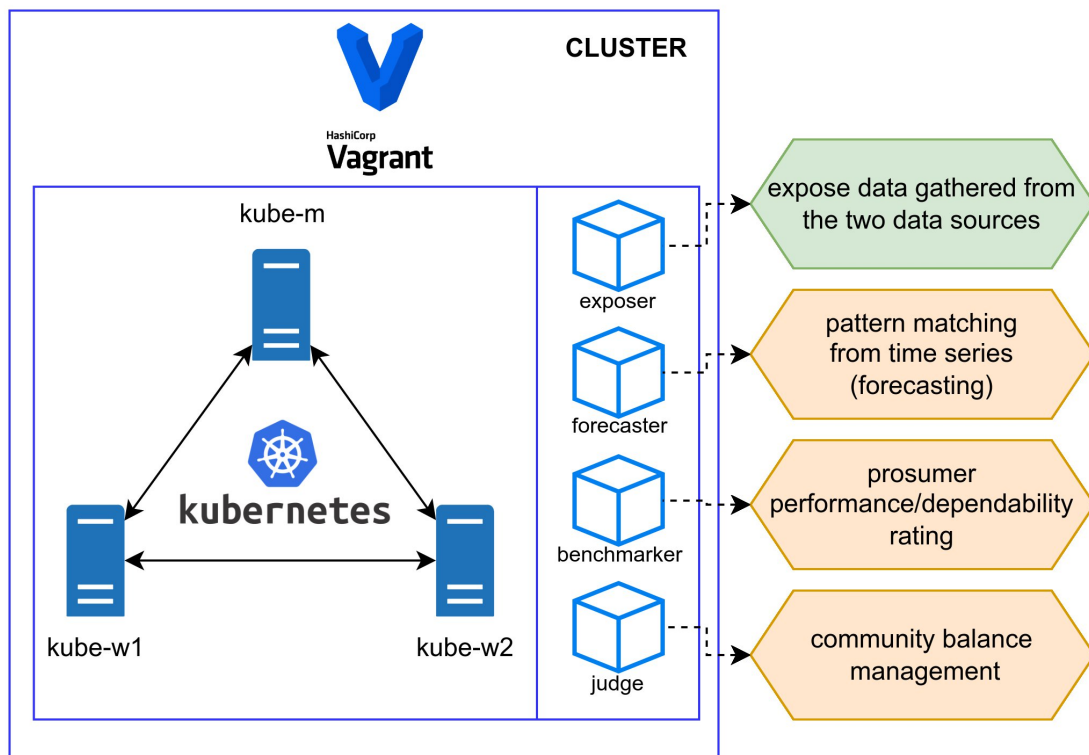 CLUSTER
HashiCorp
Vagrant
kube-m
kubernetes
kube-w1
kube-w2
exposer
forecaster
benchmarker
judge
expose data gathered from
the two data sources
pattern matching
from time series
(forecasting)
prosumer
performance/dependability
rating
community balance
management